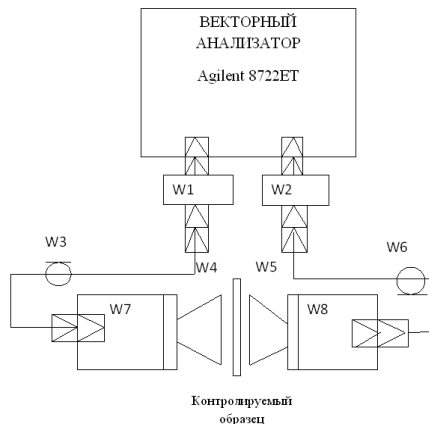 ВЕКТОРНЫЙ
АНАЛИЗАТОР
Agilent 8722ET
W1
W2
W3
W4
W5
W6
W7
W8
Контролируемый
образец